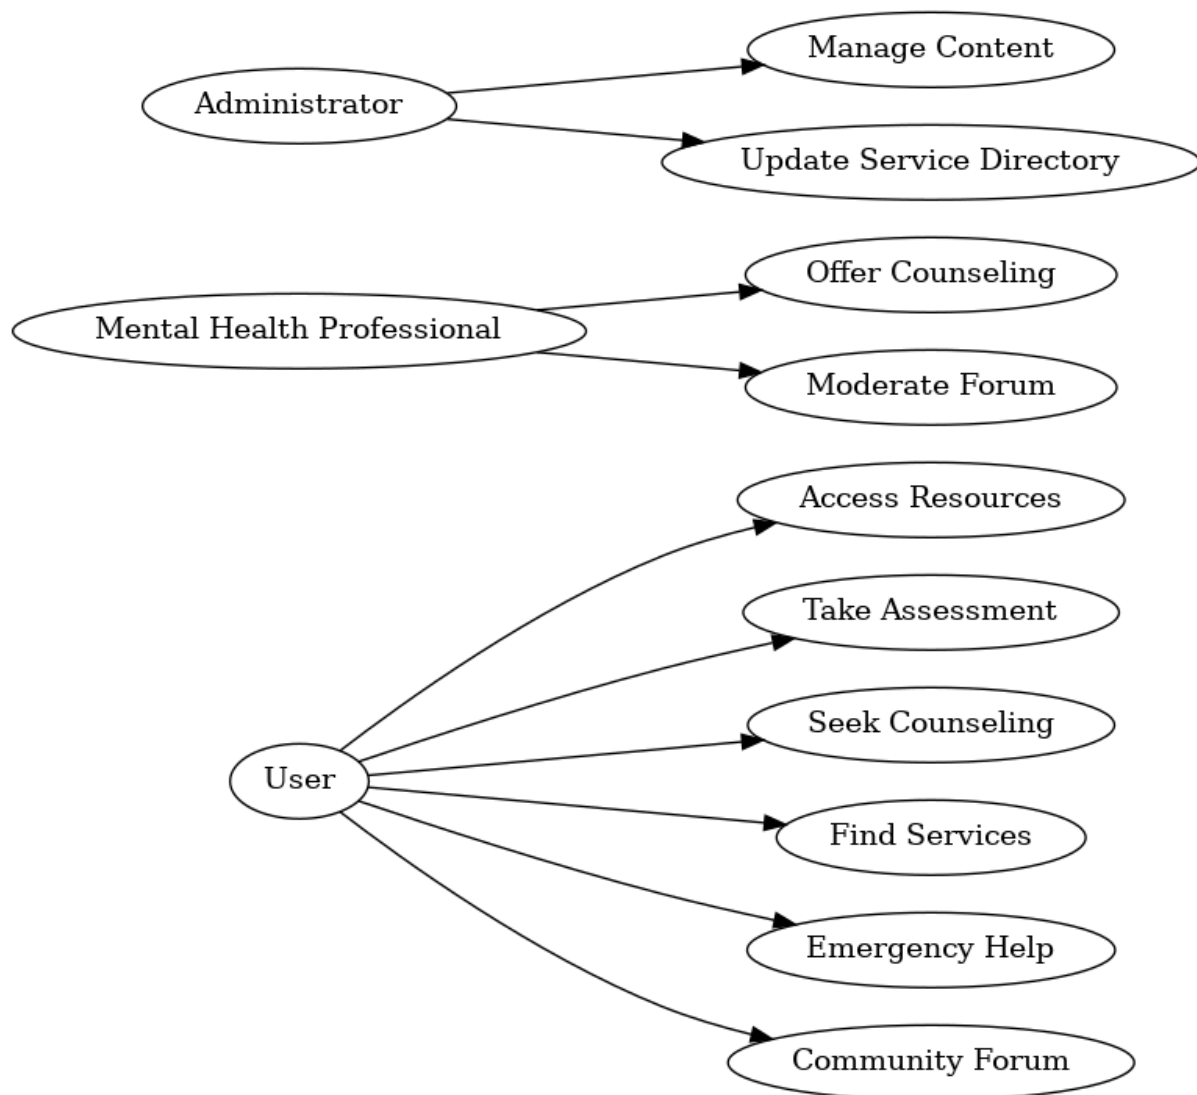 Manage Content
Administrator
Update Service Directory
Offer Counseling
Mental Health Professional
Moderate Forum
Access Resources
Take Assessment
Seek Counseling
User
Find Services
Emergency Help
Community Forum